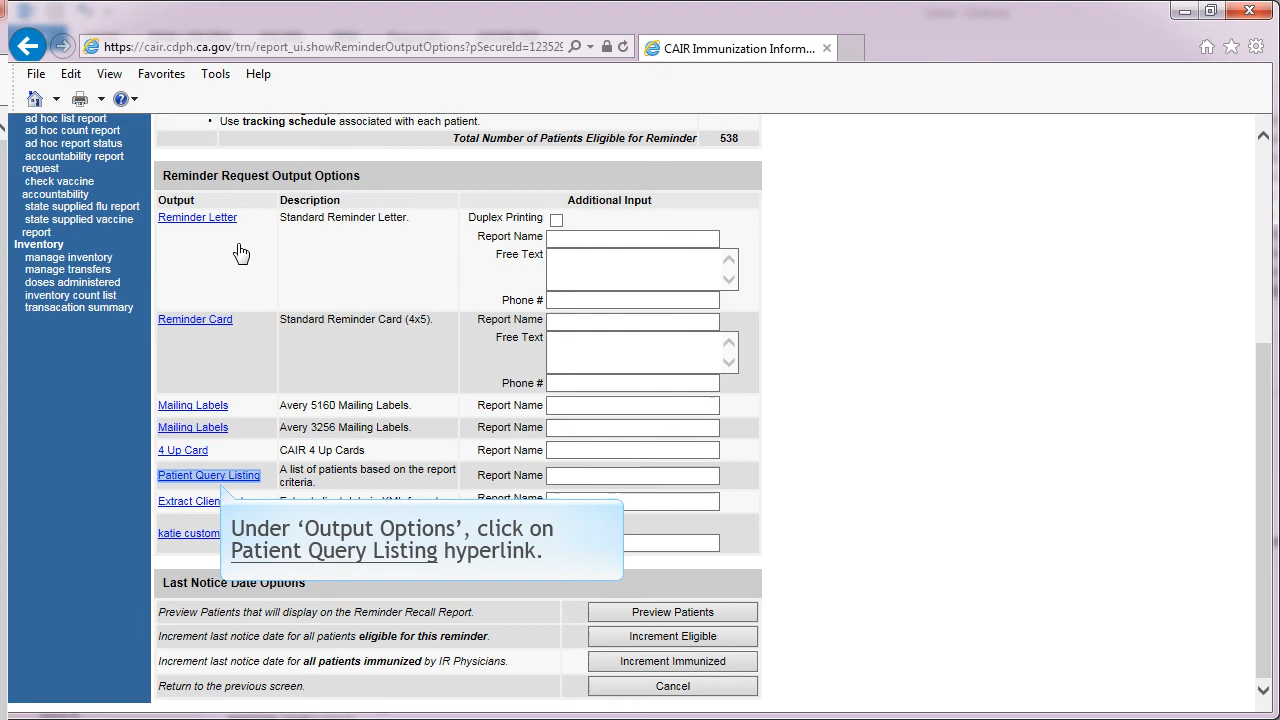 https://cair.cdph.ca.gov/trn/report_ui.showReminderOutputOptions?pSecureId=123529
CAIR Immunization Inform...
File Edit View Favorites Tools Help
ad hoc list report
ad hoc count report
ad hoc report status
accountability report
request
check vaccine
accountability
state supplied flu report
state supplied vaccine
report
Inventory
manage inventory
manage transfers
doses administered
inventory count list
transacation summary
• Use tracking schedule associated with each patient.
Total Number of Patients Eligible for Reminder 538
Reminder Request Output Options
Output Description Additional Input
Reminder Letter Standard Reminder Letter. Duplex Printing
Report Name
Free Text
Phone #
Reminder Card Standard Reminder Card (4x5). Report Name
Free Text
Phone #
Mailing Labels Avery 5160 Mailing Labels. Report Name
Mailing Labels Avery 3256 Mailing Labels. Report Name
4 Up Card CAIR 4 Up Cards Report Name
Patient Query Listing A list of patients based on the report
criteria. Report Name
Extract Clien Report Name
katie custom
Under ‘Output Options’, click on
Patient Query Listing hyperlink.
Last Notice Date Options
Preview Patients that will display on the Reminder Recall Report. Preview Patients
Increment last notice date for all patients eligible for this reminder. Increment Eligible
Increment last notice date for all patients immunized by IR Physicians. Increment Immunized
Return to the previous screen. Cancel